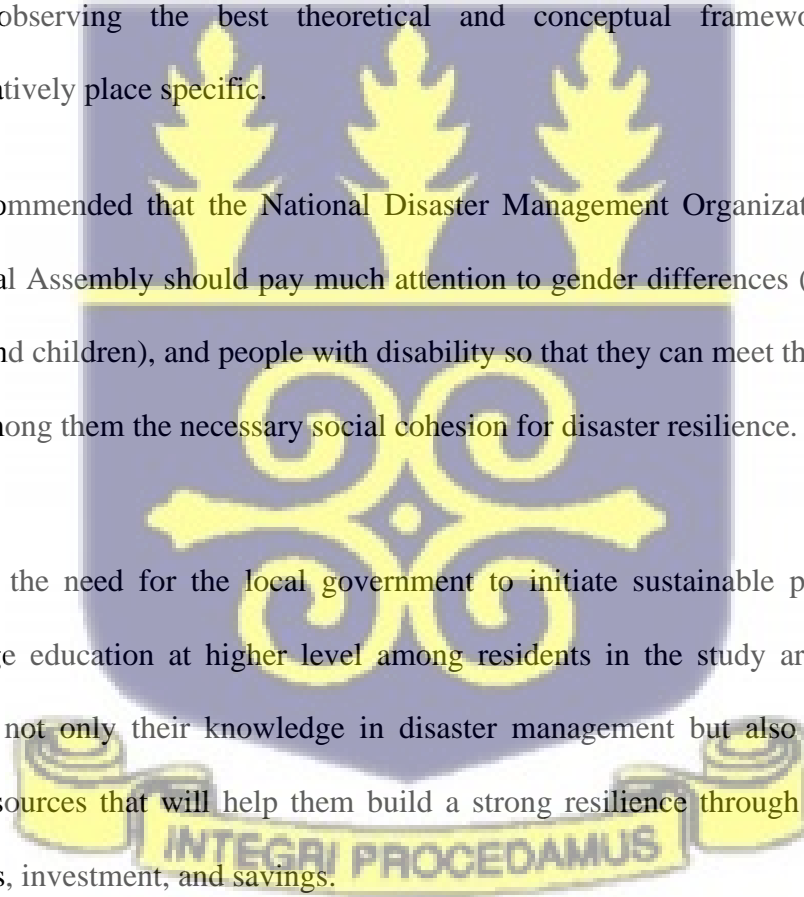 observing the best theoretical and conceptual framewo
atively place specific.
ommended that the National Disaster Management Organizat
al Assembly should pay much attention to gender differences (
nd children), and people with disability so that they can meet th
mong them the necessary social cohesion for disaster resilience.
the need for the local government to initiate sustainable p
ge education at higher level among residents in the study ar
not only their knowledge in disaster management but also
sources that will help them build a strong resilience through
INTEGRI PROCEDAMUS
s, investment, and savings.